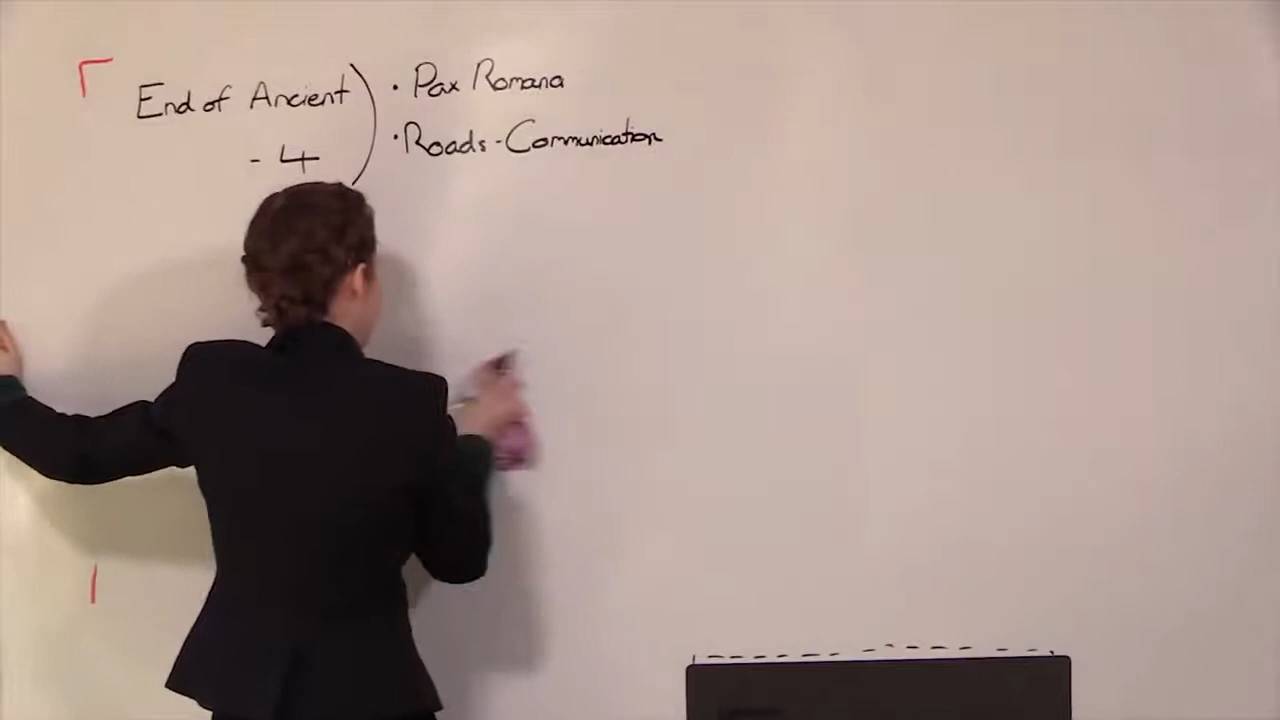 End of Ancient
- 4
• Pax Romana
• Roads - Communication